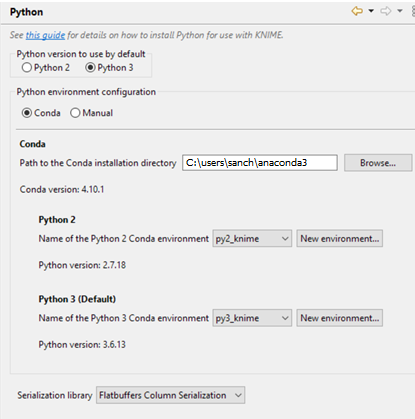 Python
See this guide for details on how to install Python for use with KNIME.
Python version to use by default
Python 2 Python 3
Python environment configuration
Conda Manual
Conda
Path to the Conda installation directory C:\users\sanch\anaconda3 Browse...
Conda version: 4.10.1
Python 2
Name of the Python 2 Conda environment py2_knime New environment...
Python version: 2.7.18
Python 3 (Default)
Name of the Python 3 Conda environment py3_knime New environment...
Python version: 3.6.13
Serialization library Flatbuffers Column Serialization